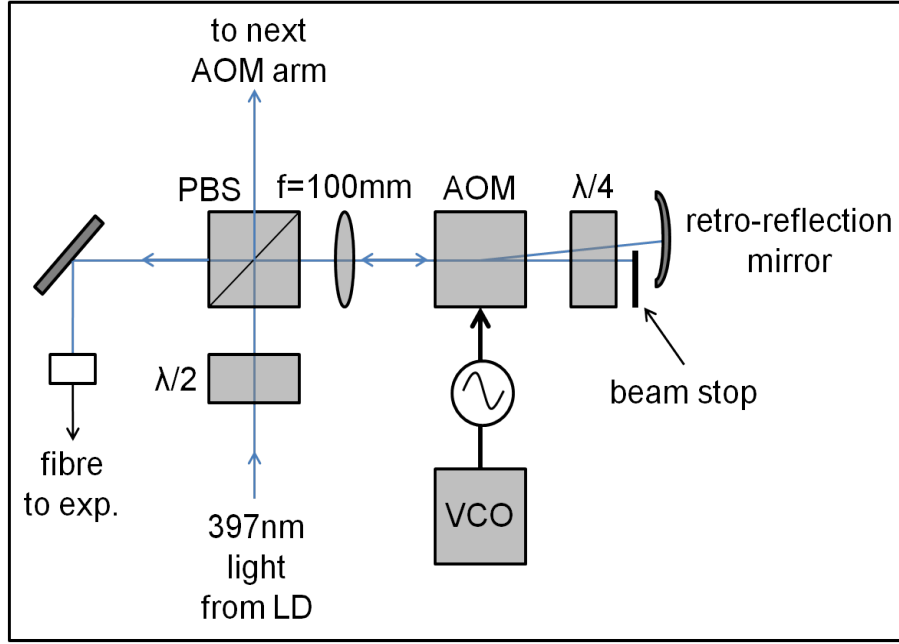 to next
AOM arm
PBS
f=100mm
AOM
λ/4
retro-reflection
mirror
λ/2
beam stop
fibre
to exp.
VCO
397nm
light
from LD